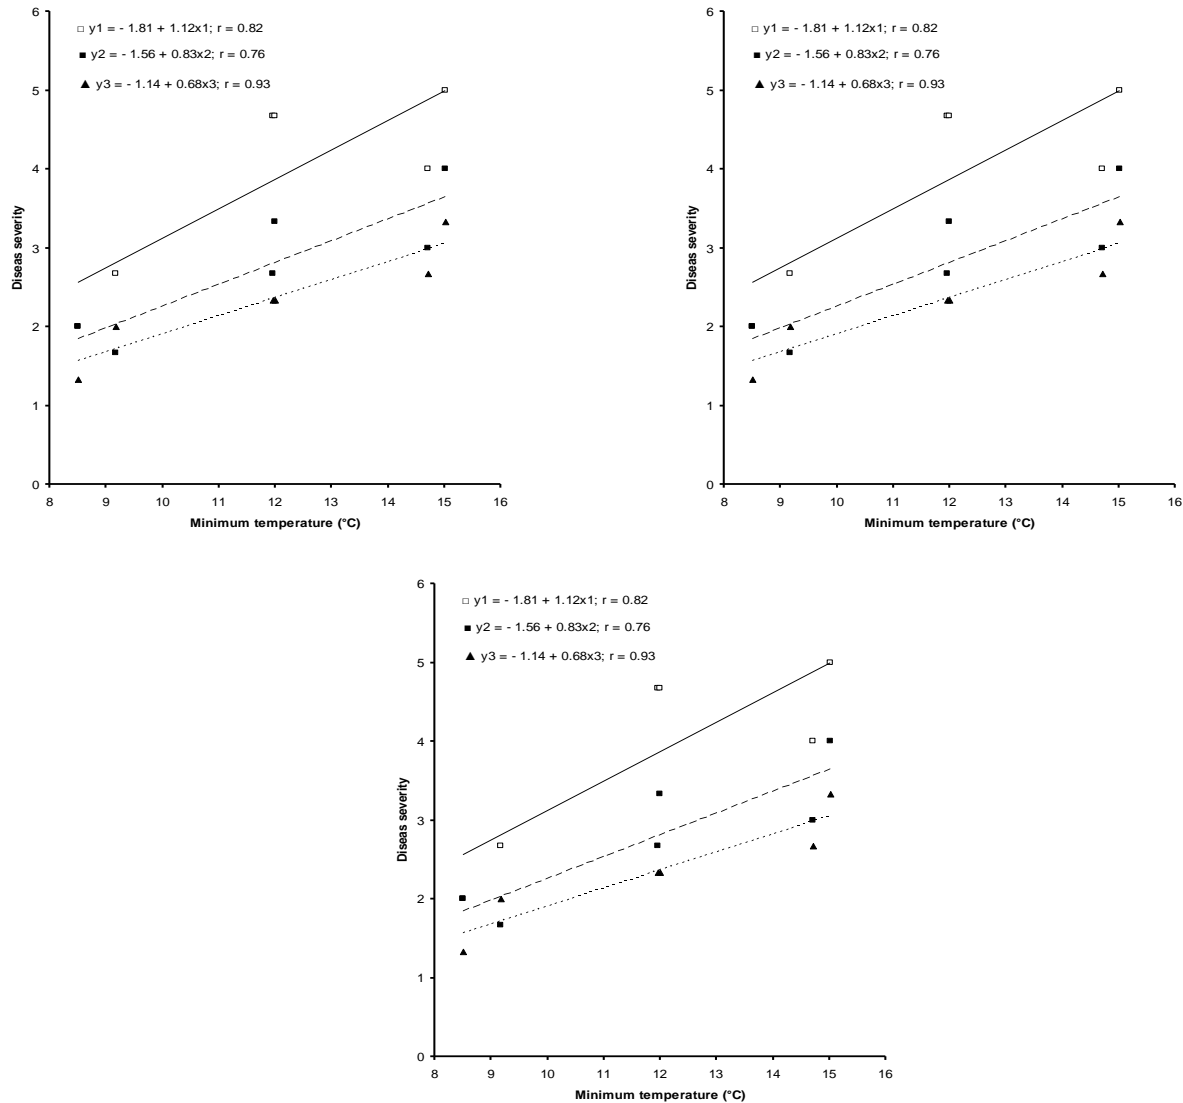 6
y1 = - 1.81 + 1.12x1; r = 0.82
y2 = - 1.56 + 0.83x2; r = 0.76
y3 = - 1.14 + 0.68x3; r = 0.93
5
4
3
2
1
0
Diseas severity
8 9 10 11 12 13 14 15 16
Minimum temperature (°C)
6
y1 = - 1.81 + 1.12x1; r = 0.82
y2 = - 1.56 + 0.83x2; r = 0.76
y3 = - 1.14 + 0.68x3; r = 0.93
5
4
3
2
1
0
Diseas severity
8 9 10 11 12 13 14 15 16
Minimum temperature (°C)
6
y1 = - 1.81 + 1.12x1; r = 0.82
y2 = - 1.56 + 0.83x2; r = 0.76
y3 = - 1.14 + 0.68x3; r = 0.93
5
4
3
2
1
0
Diseas severity
8 9 10 11 12 13 14 15 16
Minimum temperature (°C)